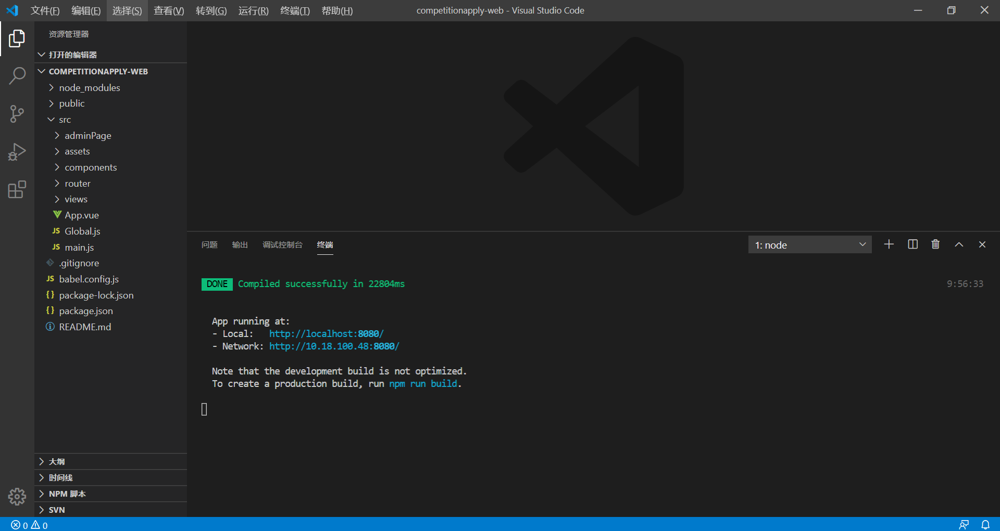 文件(F) 编辑(E) 选择(S) 查看(V) 转到(G) 运行(R) 终端(T) 帮助(H) competitionapply-web - Visual Studio Code
资源管理器
打开的编辑器
COMPETITIONAPPLY-WEB
node_modules
public
src
adminPage
assets
components
router
views
App.vue
JS Global.js
JS main.js
.gitignore
JS babel.config.js
{} package-lock.json
{} package.json
README.md
大纲
时间线
NPM 脚本
SVN
问题 输出 调试控制台 终端 1: node
DONE Compiled successfully in 22804ms 9:56:33
App running at:
- Local: http://localhost:8080/
- Network: http://10.18.100.48:8080/
Note that the development build is not optimized.
To create a production build, run npm run build.
0 0